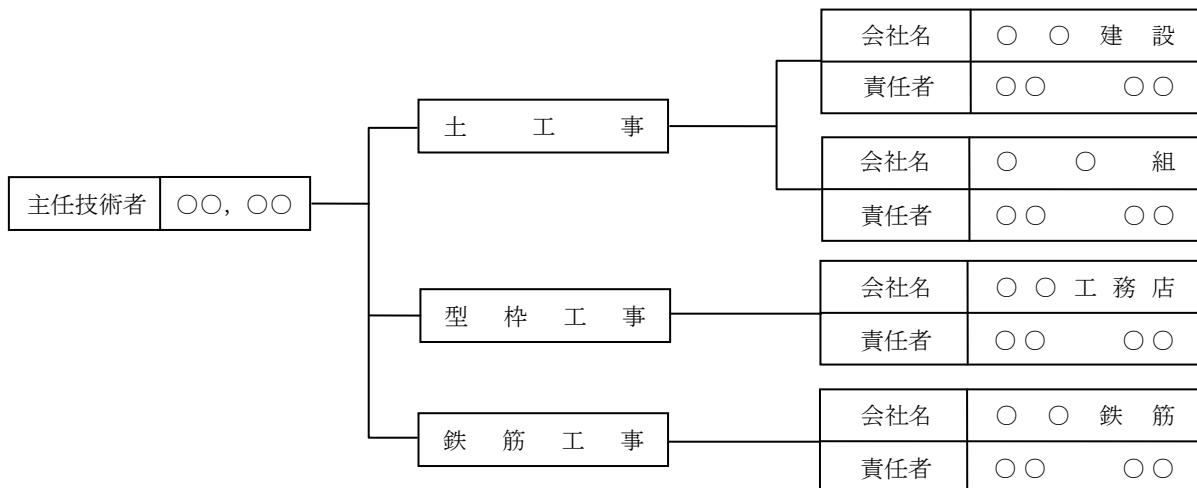 主任技術者 ○○，○○
土工事
会社名 ○○建設
責任者 ○○ ○○
会社名 ○○組
責任者 ○○ ○○
型枠工事
会社名 ○○工務店
責任者 ○○ ○○
鉄筋工事
会社名 ○○鉄筋
責任者 ○○ ○○